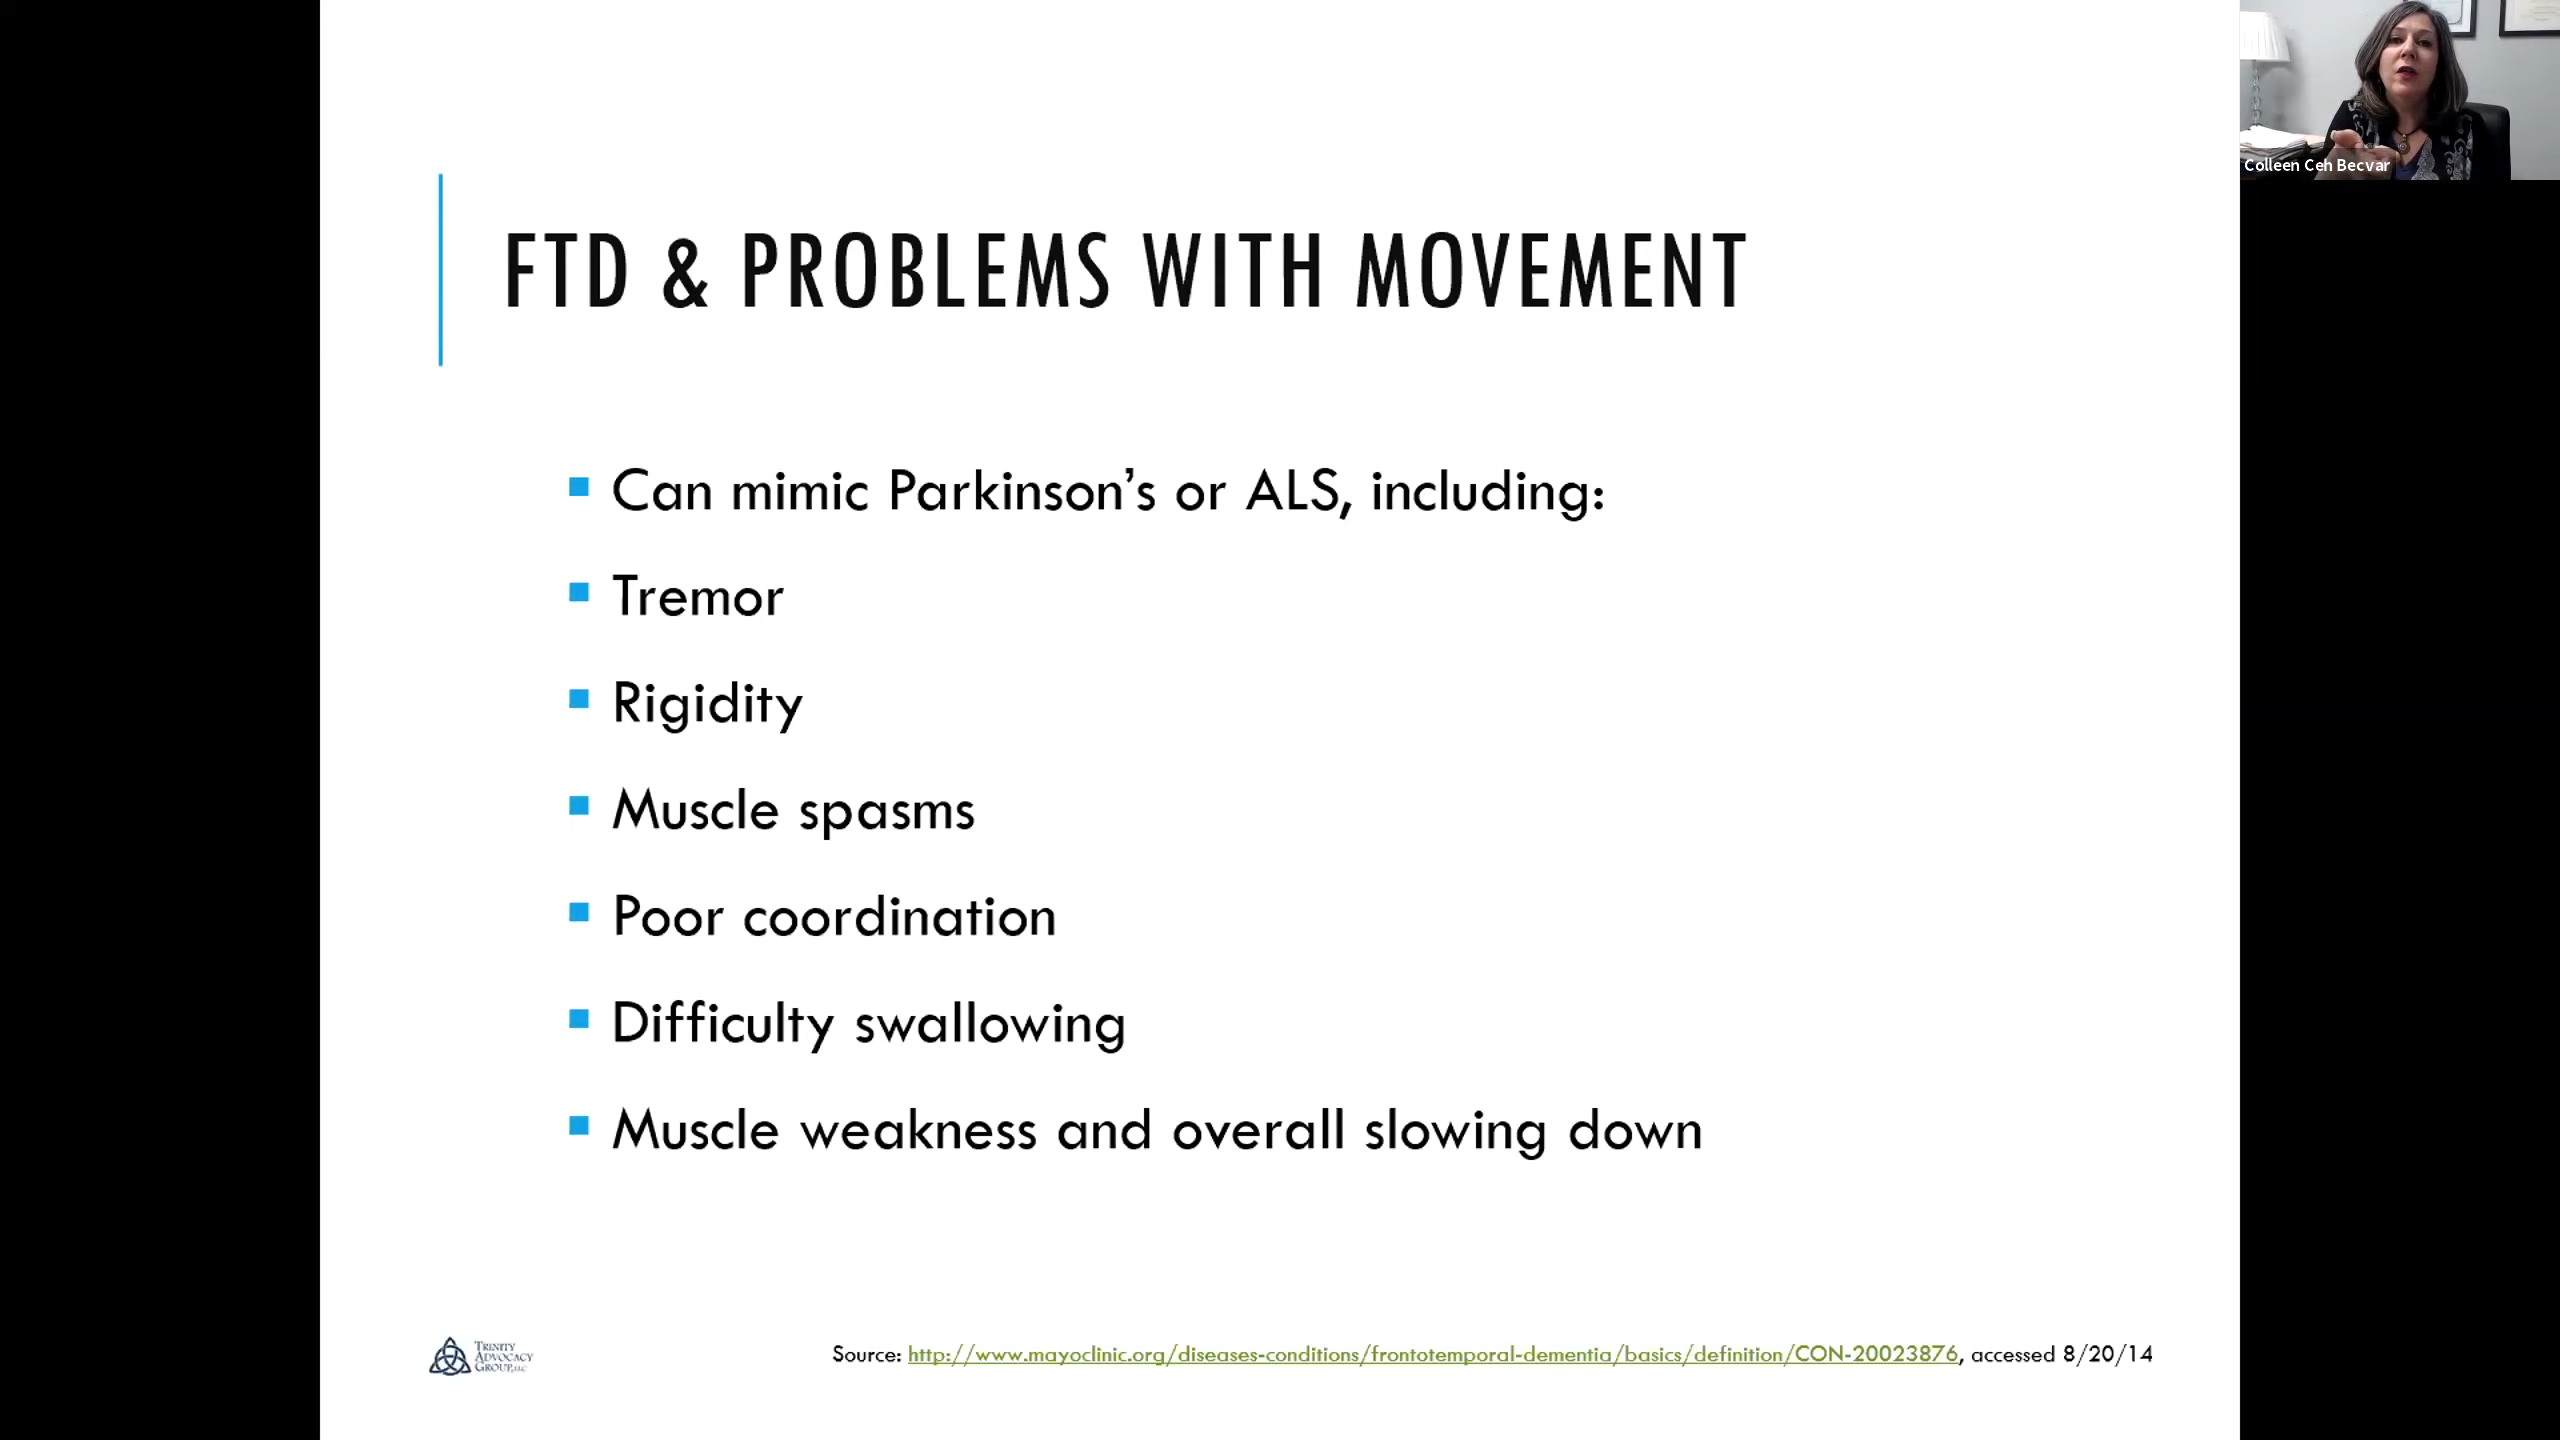 Colleen Ceh Becvar
FTD & PROBLEMS WITH MOVEMENT
Can mimic Parkinson’s or ALS, including:
Tremor
Rigidity
Muscle spasms
Poor coordination
Difficulty swallowing
Muscle weakness and overall slowing down
TRINITY
ADVOCACY
GROUP, LLC
Source: http://www.mayoclinic.org/diseases-conditions/frontotemporal-dementia/basics/definition/CON-20023876, accessed 8/20/14